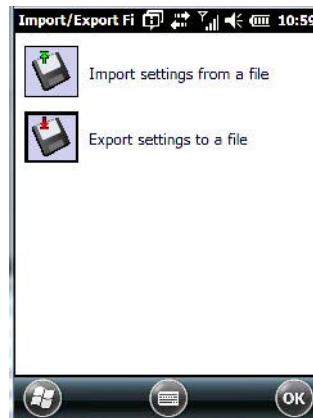 Import/Export Fi 10:59
Import settings from a file
Export settings to a file
OK